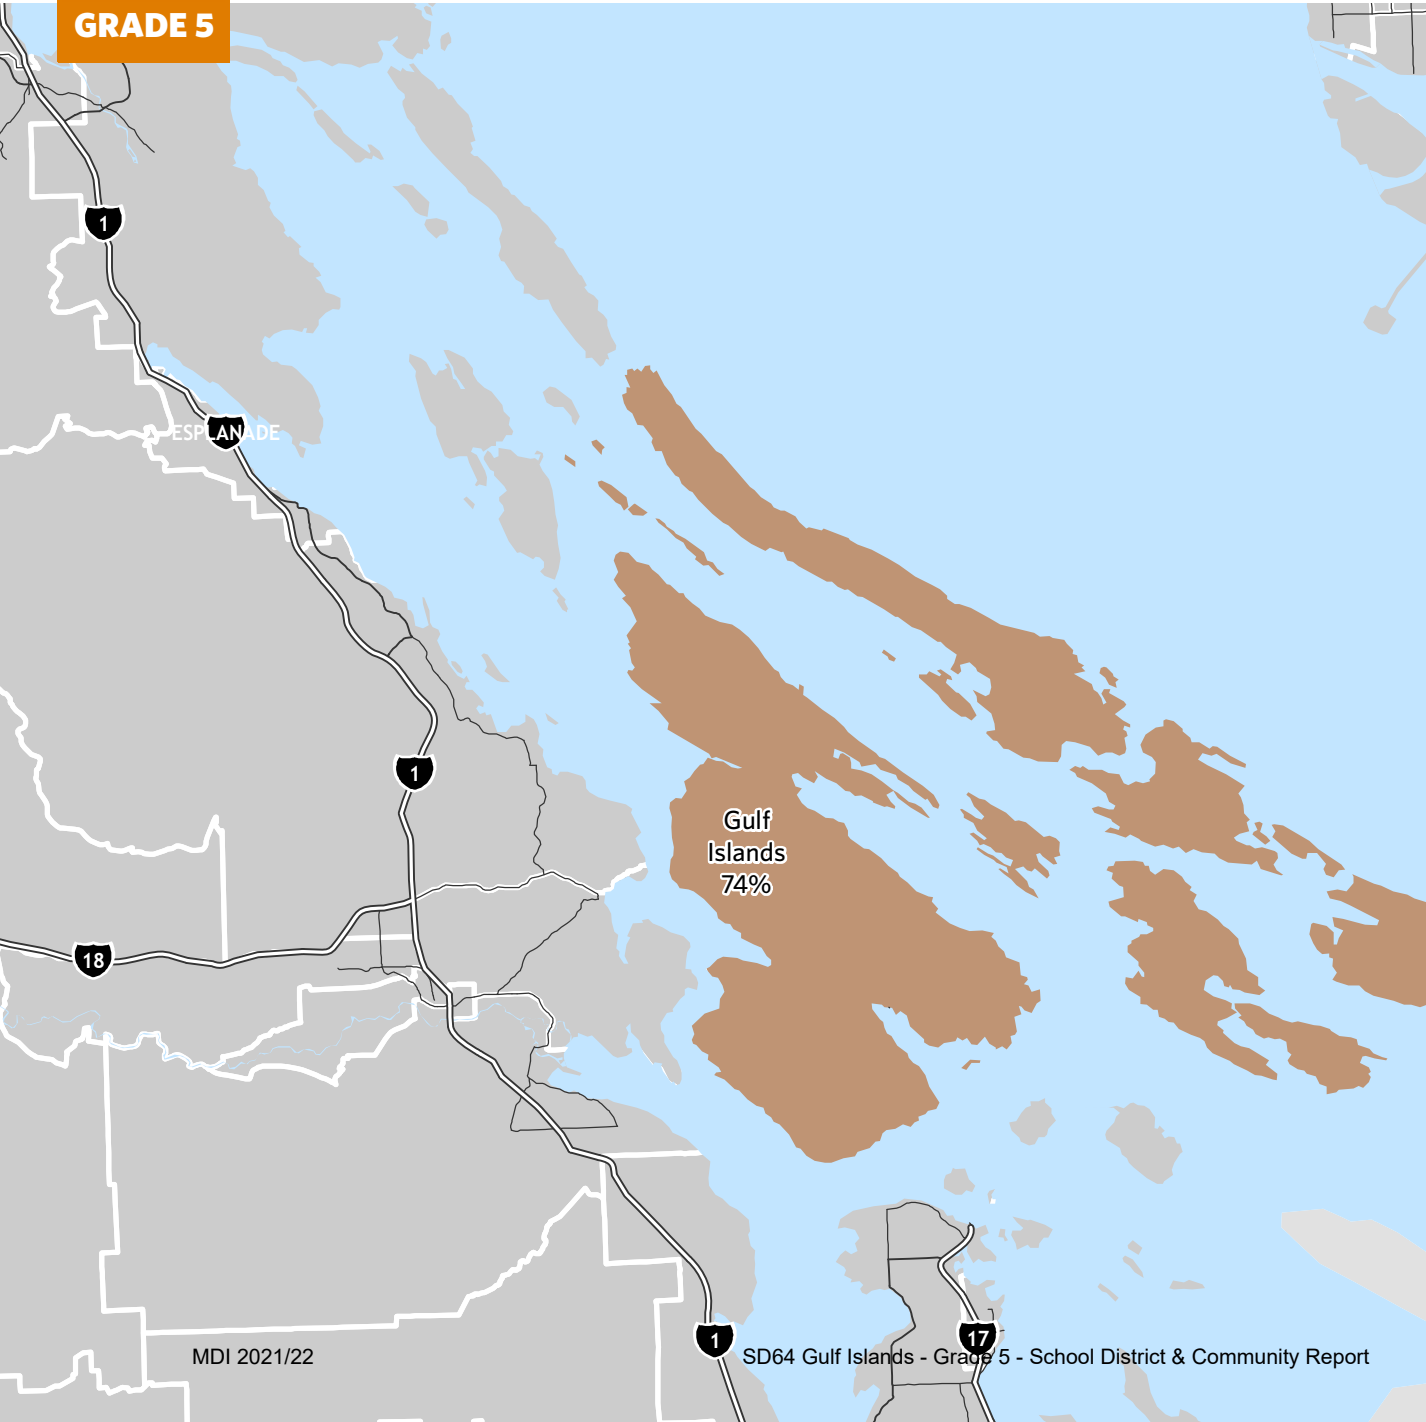 GRADE 5
1
ESPLANADE
1
Gulf
Islands
74%
18
1
17
MDI 2021/22
SD64 Gulf Islands - Grade 5 - School District & Community Report